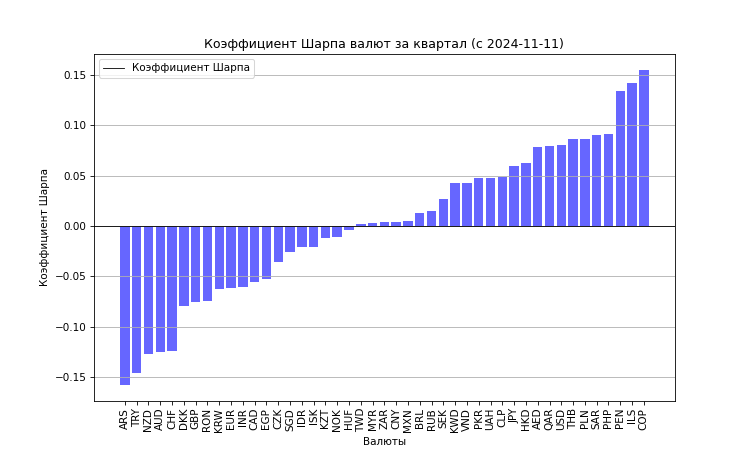 Коэффициент Шарпа валют за квартал (с 2024-11-11)
Коэффициент Шарпа
Коэффициент Шарпа
0.15
0.10
0.05
0.00
−0.05
−0.10
−0.15
ARS
TRY
NZD
AUD
CHF
DKK
GBP
RON
KRW
EUR
INR
CAD
EGP
CZK
SGD
IDR
ISK
KZT
NOK
HUF
TWD
MYR
ZAR
CNY
MXN
BRL
RUB
SEK
KWD
VND
PKR
UAH
CLP
JPY
HKD
AED
QAR
USD
THB
PLN
SAR
PHP
PEN
ILS
COP
Валюты